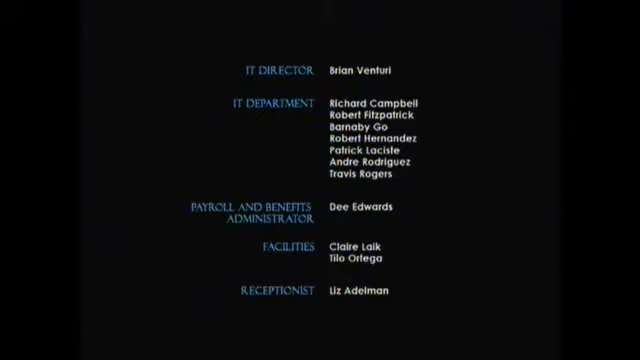 IT DIRECTOR Brian Venturi
IT DEPARTMENT Richard Campbell
Robert Fitzpatrick
Barnaby Go
Robert Hernandez
Patrick Laciste
Andre Rodriguez
Travis Rogers
PAYROLL AND BENEFITS Dee Edwards
ADMINISTRATOR
FACILITIES Claire Laik
Tilo Ortega
RECEPTIONIST Liz Adelman